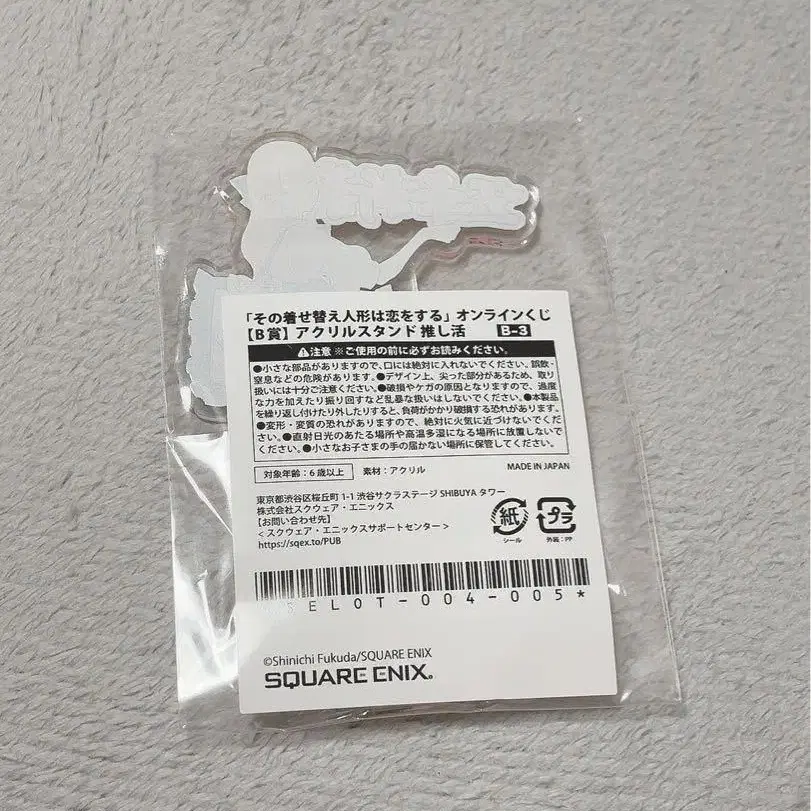 「その着せ替え人形は恋をする」オンラインくじ
【B賞】アクリルスタンド 推し活 B-3
注意 ※ご使用の前に必ずお読みください。
●小さな部品がありますので、口には絶対に入れないでください。誤飲・
窒息などの危険があります。●デザイン上、尖った部分があるため、取り
扱いには十分ご注意ください。●破損やケガの原因となりますので、過度
な力を加えたり振り回すなど乱暴な扱いはしないでください。●本製品
を繰り返し付けたり外したりすると、負荷がかかり破損する恐れがあります。
●変形・変質の恐れがありますので、絶対に火気に近づけないでくだ
さい。●直射日光のあたる場所や高温多湿になる場所に放置しないで
ください。●小さなお子さまの手の届かない場所に保管してください。
対象年齢：6歳以上 素材：アクリル MADE IN JAPAN
東京都渋谷区桜丘町 1-1 渋谷サクラステージ SHIBUYA タワー
株式会社スクウェア・エニックス
【お問い合わせ先】
＜スクウェア・エニックスサポートセンター＞
https://sqex.to/PUB
紙 シール
プラ 外装：PP
SEL0T-004-005*
©Shinichi Fukuda/SQUARE ENIX
SQUARE ENIX.